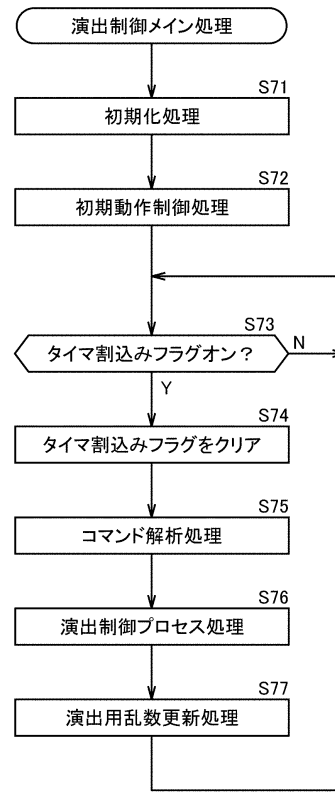 演出制御メイン処理
S71
初期化処理
S72
初期動作制御処理
S73
タイマ割込みフラグオン？
N
Y
S74
タイマ割込みフラグをクリア
S75
コマンド解析処理
S76
演出制御プロセス処理
S77
演出用乱数更新処理